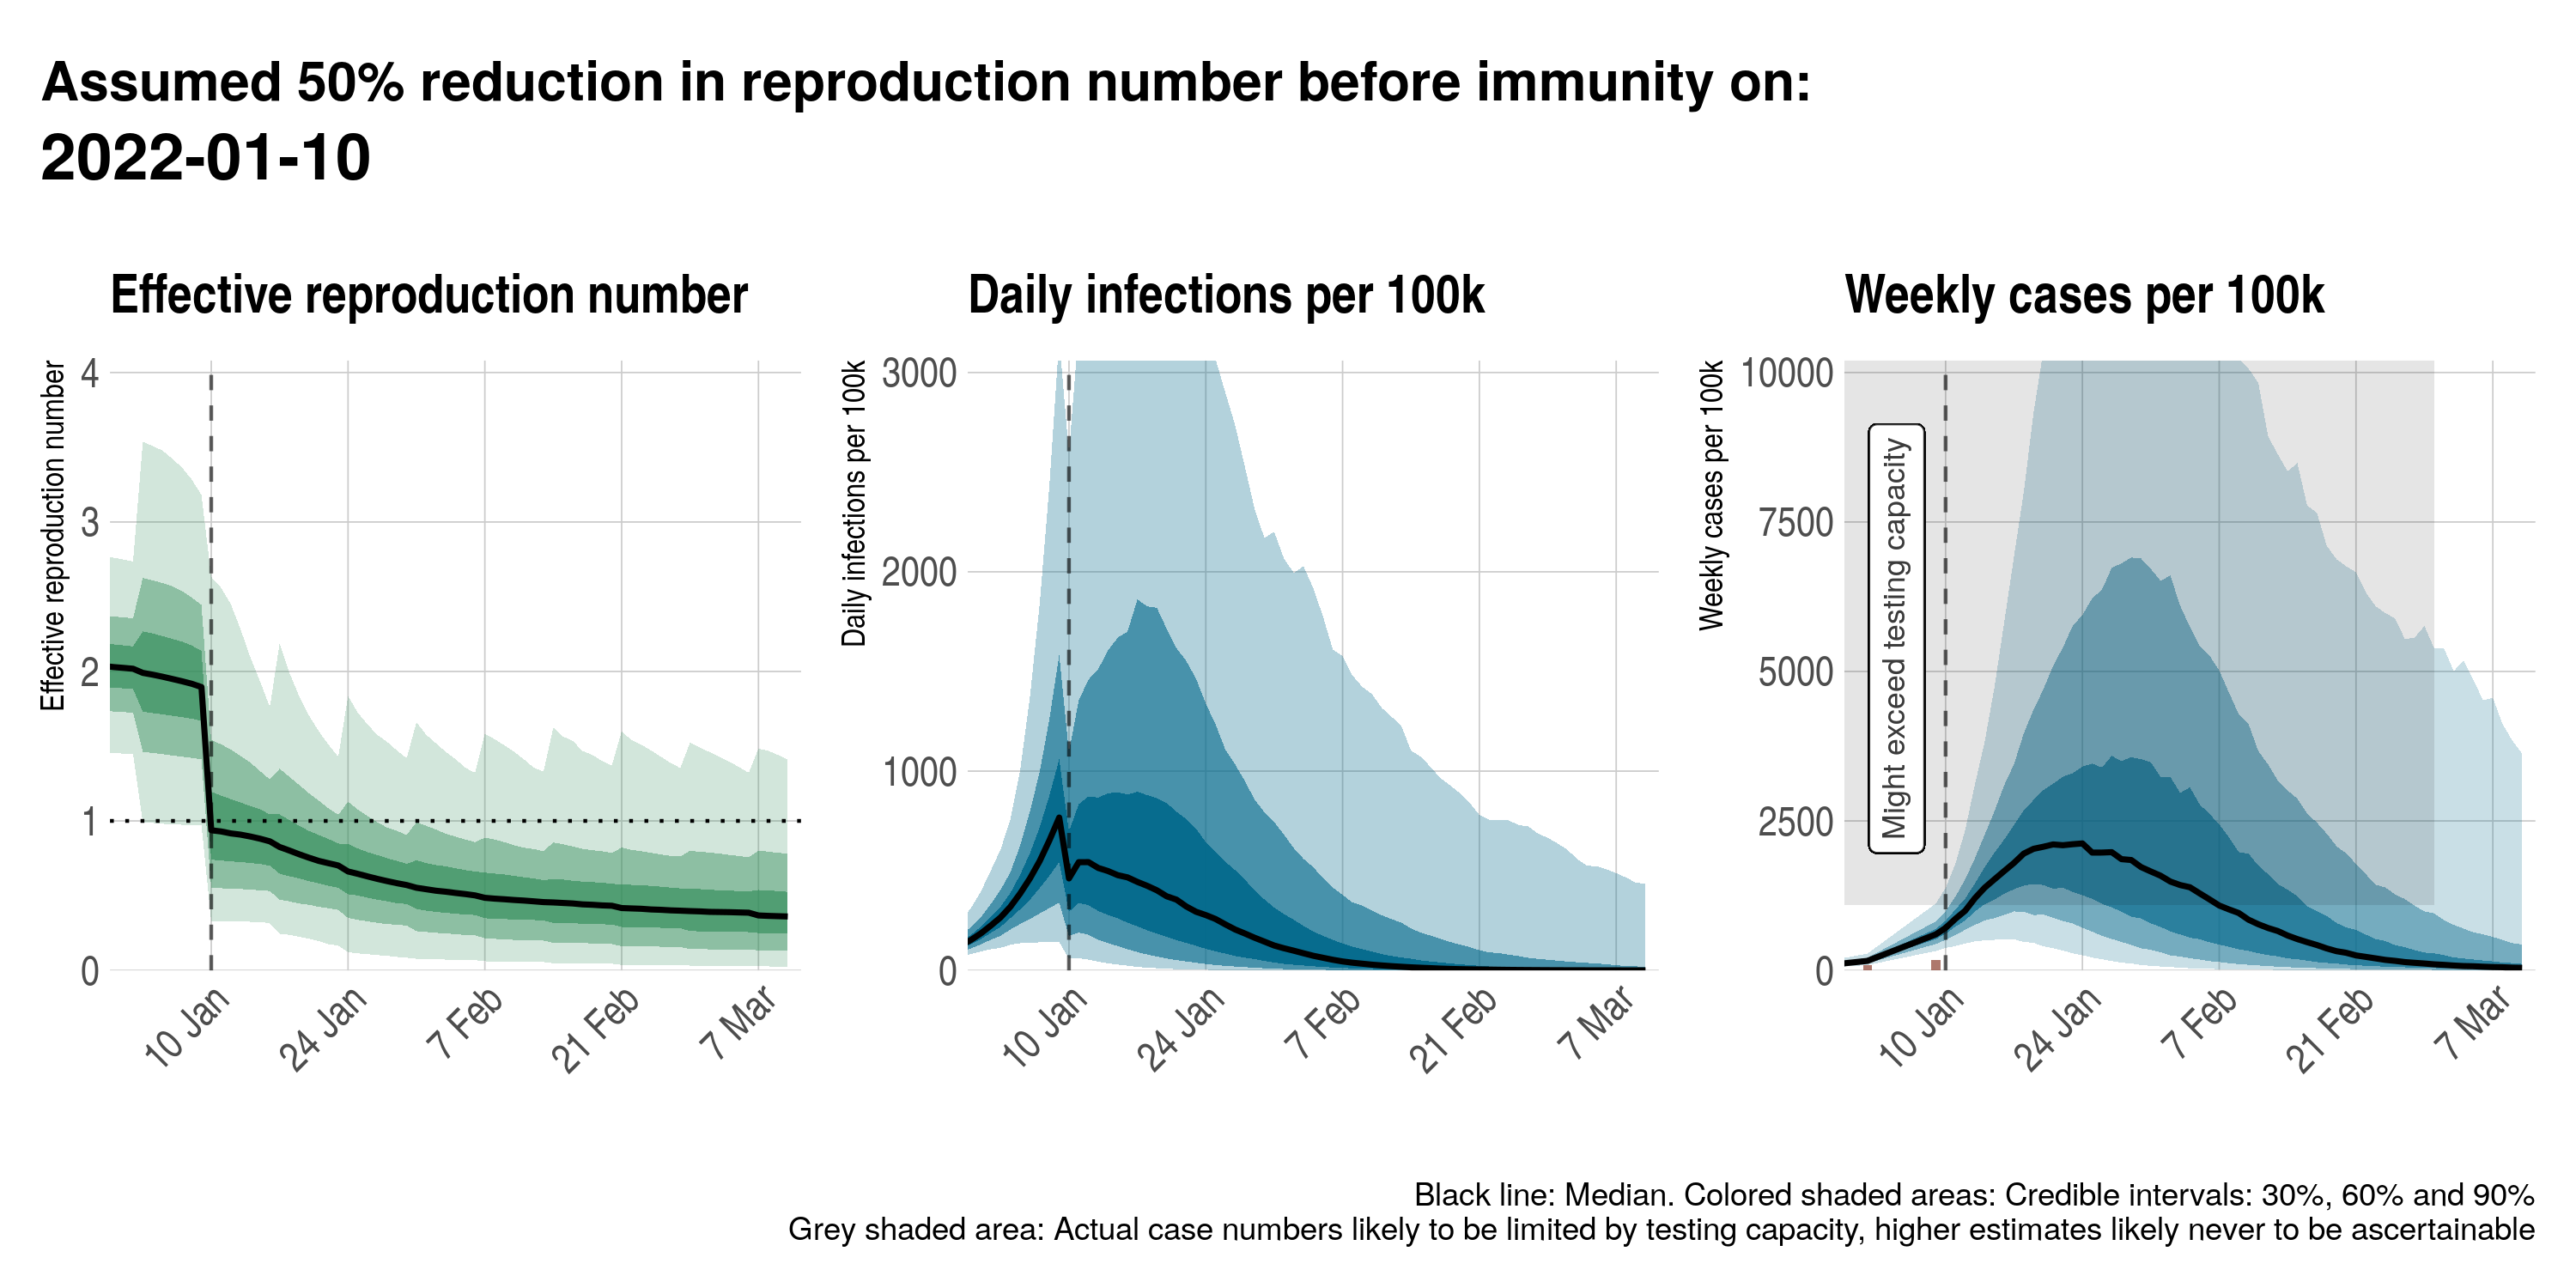 Assumed 50% reduction in reproduction number before immunity on:
2022-01-10
Effective reproduction number
Effective reproduction number
4
3
2
1
0
10 Jan
24 Jan
7 Feb
21 Feb
7 Mar
Daily infections per 100k
Daily infections per 100k
3000
2000
1000
0
10 Jan
24 Jan
7 Feb
21 Feb
7 Mar
Weekly cases per 100k
Weekly cases per 100k
10000
7500
5000
2500
0
Might exceed testing capacity
10 Jan
24 Jan
7 Feb
21 Feb
7 Mar
Black line: Median. Colored shaded areas: Credible intervals: 30%, 60% and 90%
Grey shaded area: Actual case numbers likely to be limited by testing capacity, higher estimates likely never to be ascertainable